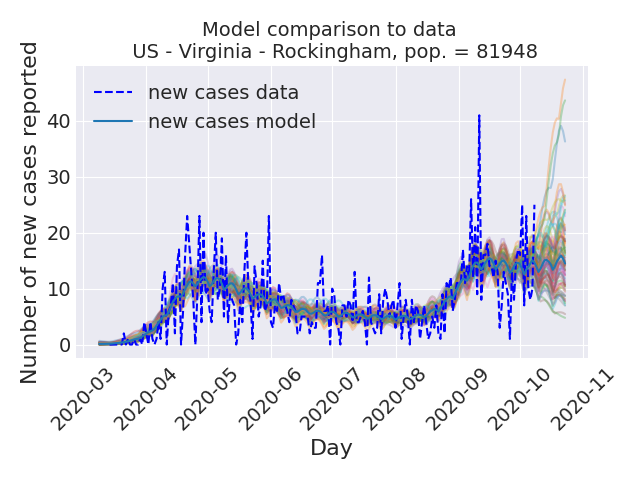 Model comparison to data
US - Virginia - Rockingham, pop. = 81948
new cases data
new cases model
Number of new cases reported
40
30
20
10
0
2020-03
2020-04
2020-05
2020-06
2020-07
2020-08
2020-09
2020-10
2020-11
Day